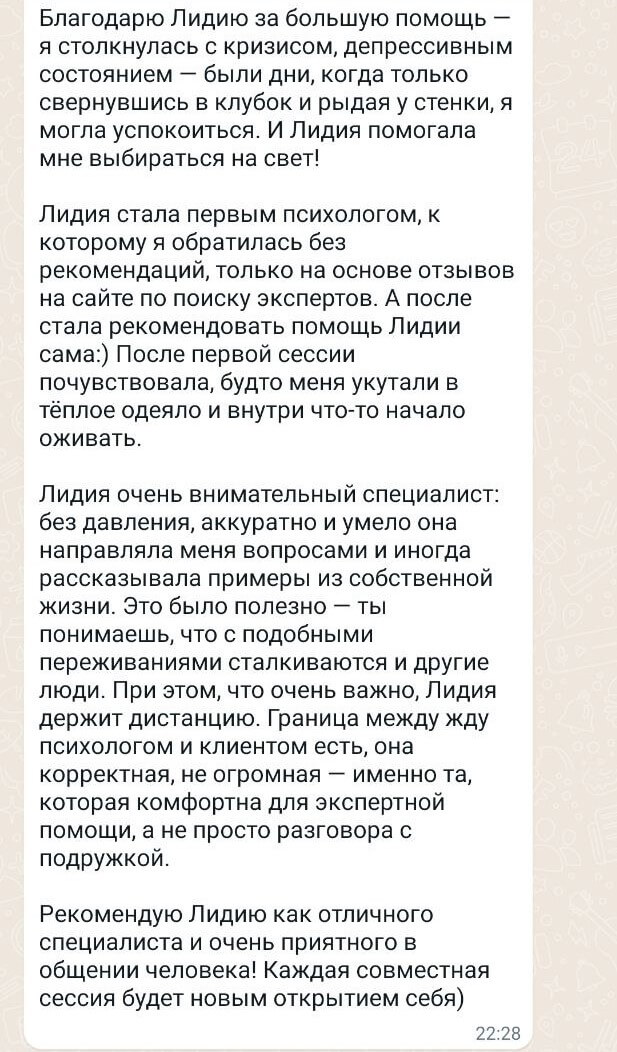 Благодарю Лидию за большую помощь —
я столкнулась с кризисом, депрессивным
состоянием — были дни, когда только
свернувшись в клубок и рыдая у стенки, я
могла успокоиться. И Лидия помогала
мне выбираться на свет!
Лидия стала первым психологом, к
которому я обратилась без
рекомендаций, только на основе отзывов
на сайте по поиску экспертов. А после
стала рекомендовать помощь Лидии
сама:) После первой сессии
почувствовала, будто меня укутали в
тёплое одеяло и внутри что-то начало
оживать.
Лидия очень внимательный специалист:
без давления, аккуратно и умело она
направляла меня вопросами и иногда
рассказывала примеры из собственной
жизни. Это было полезно — ты
понимаешь, что с подобными
переживаниями сталкиваются и другие
люди. При этом, что очень важно, Лидия
держит дистанцию. Граница между жду
психологом и клиентом есть, она
корректная, не огромная — именно та,
которая комфортна для экспертной
помощи, а не просто разговора с
подружкой.
Рекомендую Лидию как отличного
специалиста и очень приятного в
общении человека! Каждая совместная
сессия будет новым открытием себя)
22:28